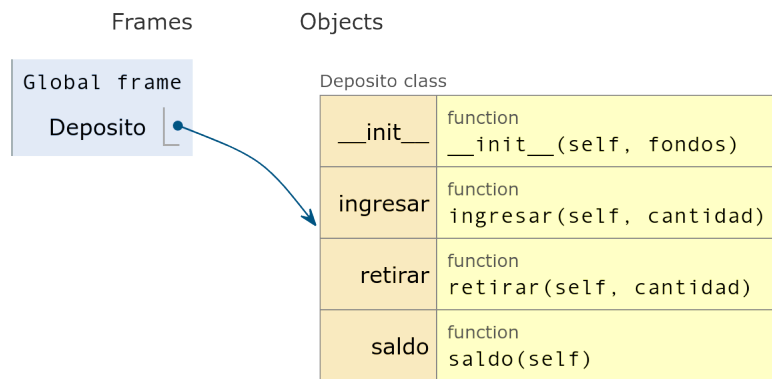 Frames Objects
Global frame
Deposito
Deposito class
__init__ function
__init__(self, fondos)
ingresar function
ingresar(self, cantidad)
retirar function
retirar(self, cantidad)
saldo function
saldo(self)